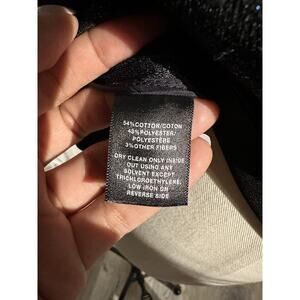 54%COTTON/COTON
43%POLYESTER/
POLYESTERE
3%OTHER FIBERS
DRY CLEAN ONLY INSIDE
OUT USING ANY
SOLVENT EXCEPT
TRICHLOROETHYLENE,
LOW IRON ON
REVERSE SIDE